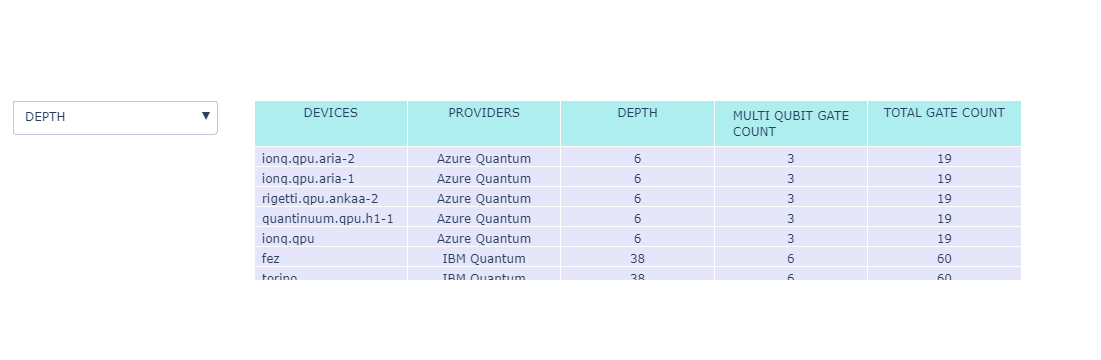 DEPTH ▼
DEVICES PROVIDERS DEPTH MULTI QUBIT GATE COUNT TOTAL GATE COUNT
ionq.qpu.aria-2 Azure Quantum 6 3 19
ionq.qpu.aria-1 Azure Quantum 6 3 19
rigetti.qpu.ankaa-2 Azure Quantum 6 3 19
quantinuum.qpu.h1-1 Azure Quantum 6 3 19
ionq.qpu Azure Quantum 6 3 19
fez IBM Quantum 38 6 60
torino IBM Quantum 38 6 60